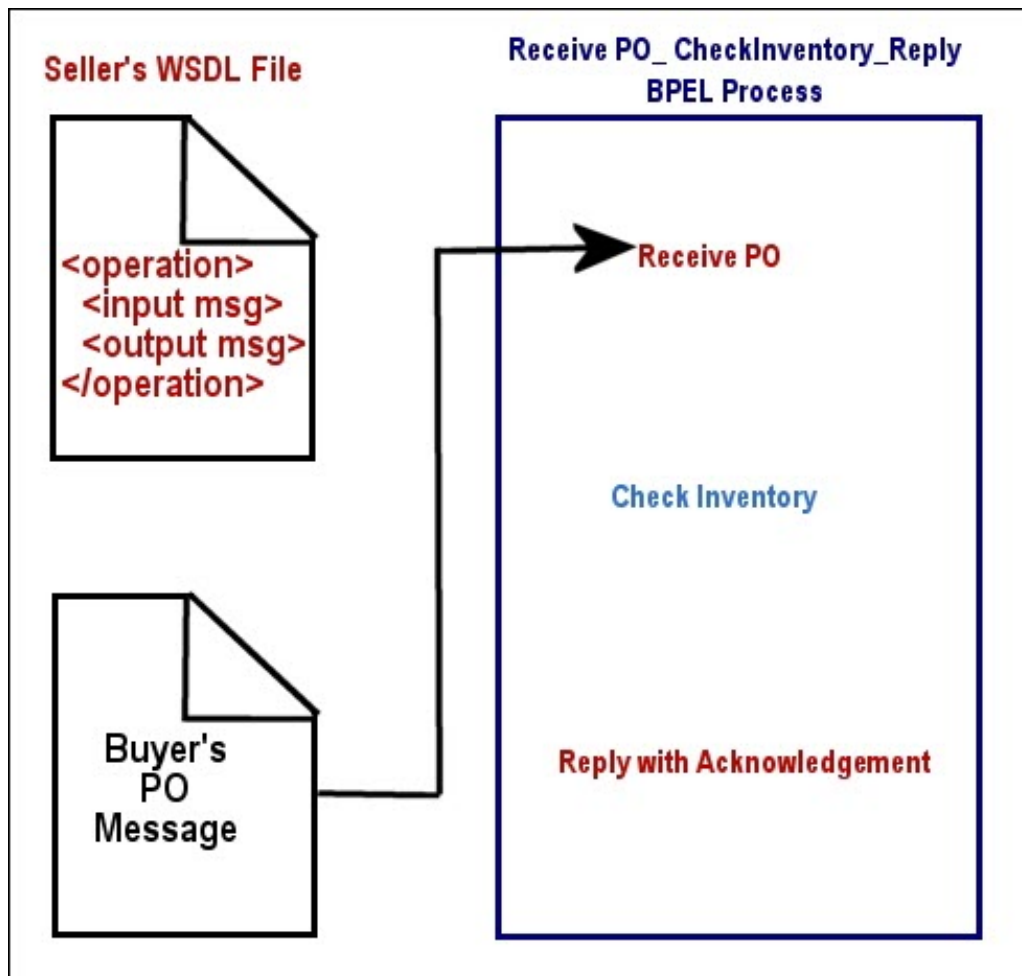 Seller's WSDL File
<operation>
<input msg>
<output msg>
</operation>
Buyer's
PO
Message
Receive PO_ CheckInventory_Reply
BPEL Process
Receive PO
Check Inventory
Reply with Acknowledgement